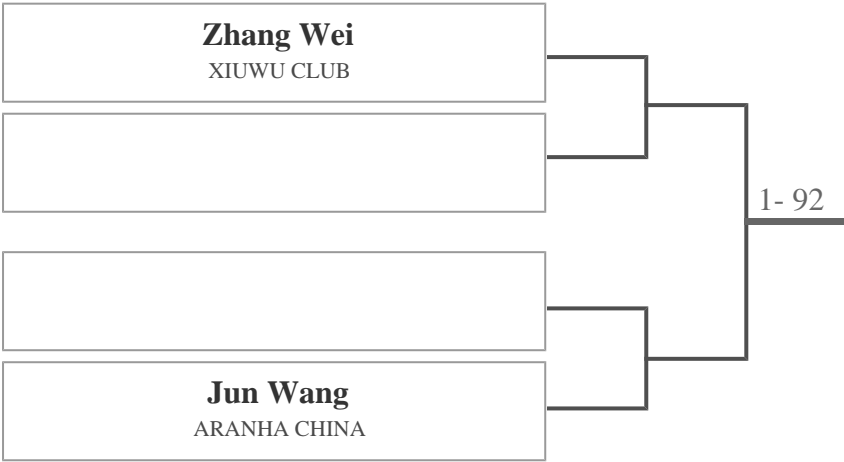 Zhang Wei
XIUWU CLUB
1- 92
Jun Wang
ARANHA CHINA